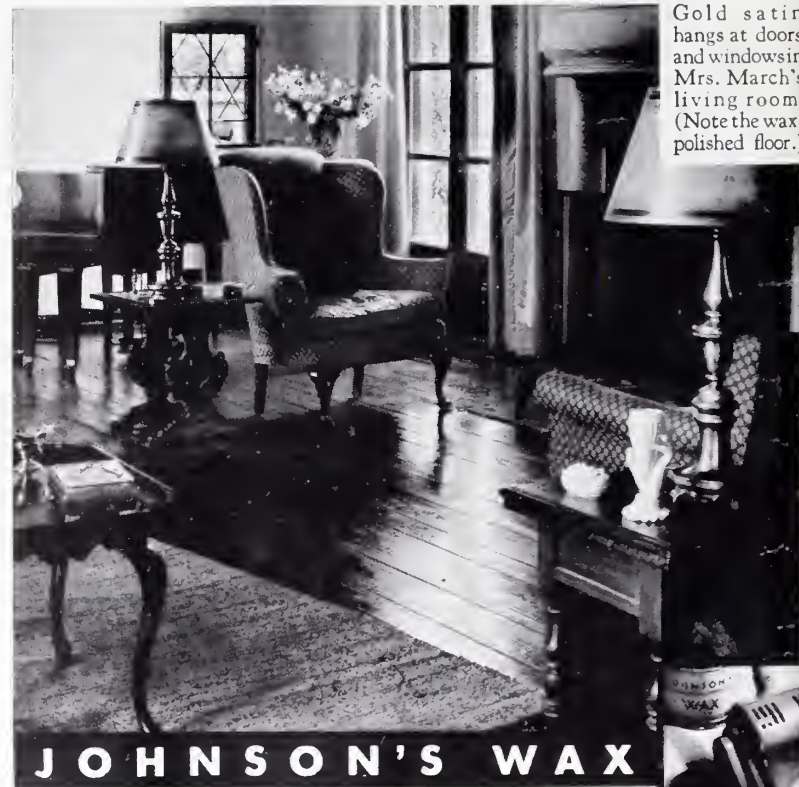 Gold satin
hangs at doors
and windows in
Mrs. March's
living room
(Note the wax
polished floor.)
JOHNSON'S WAX
JOHNSON'S
WAX